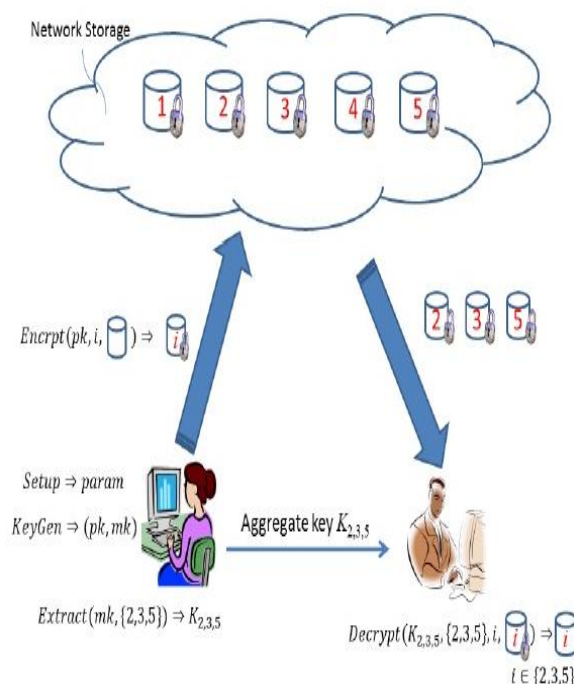 Network Storage
1 2 3 4 5
Encrpt(pk, i, ) ⇒ i
2 3 5
Setup ⇒ param
KeyGen ⇒ (pk, mk)
Aggregate key K2,3,5
Extract(mk, {2,3,5}) ⇒ K2,3,5
Decrypt(K2,3,5, {2,3,5}, i, i) ⇒ i
i ∈ {2,3,5}